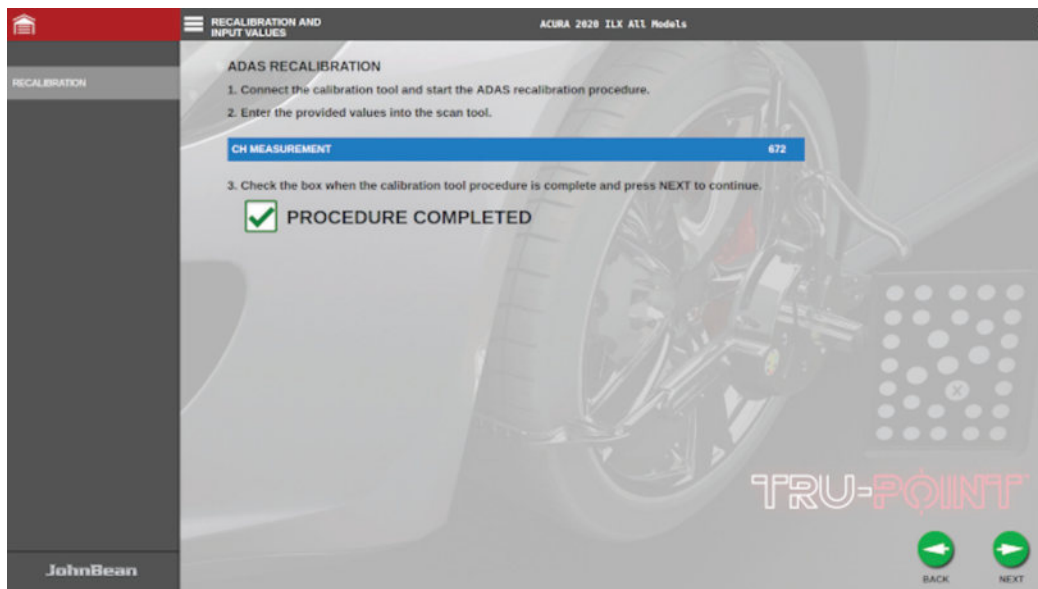 RECALIBRATION AND
INPUT VALUES
ACURA 2020 ILX All Models
RECALIBRATION
ADAS RECALIBRATION
1. Connect the calibration tool and start the ADAS recalibration procedure.
2. Enter the provided values into the scan tool.
CH MEASUREMENT 672
3. Check the box when the calibration tool procedure is complete and press NEXT to continue.
PROCEDURE COMPLETED
X
TRU-POINT
JohnBean
BACK NEXT